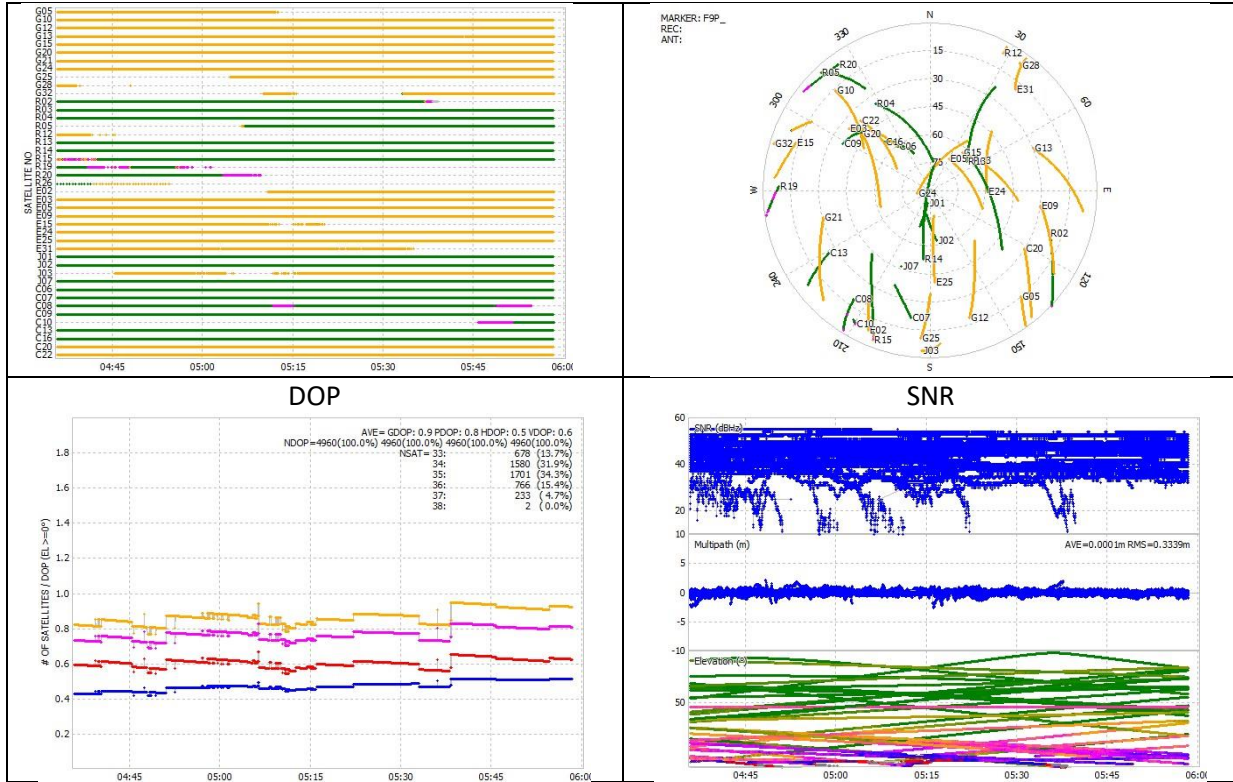 SATELLITE NO
G05
G10
G12
G13
G15
G20
G21
G24
G25
G28
G32
R02
R03
R04
R05
R12
R13
R14
R15
R19
R20
R26
E02
E03
E05
E09
E15
E24
E25
E31
J01
J02
J03
J07
C06
C07
C08
C09
C10
C13
C16
C20
C22
04:45 05:00 05:15 05:30 05:45 06:00
MARKER: F9P_
REC:
ANT:
N
330
30
R12
15
G28
R20
R05
30
E31
G10
300
60
R04
45
C22
E03
G20
60
G32
E15
C09
C16
C06
G15
G13
75
E05
W
R19
G24
E24
E
J01
E09
G21
J02
R02
C13
R14
C20
J07
240
120
E25
C08
G05
C10
C07
G12
E02
210
R15
G25
150
J03
S
DOP
AVE= GDOP: 0.9 PDOP: 0.8 HDOP: 0.5 VDOP: 0.6
NDOP=4960(100.0%) 4960(100.0%) 4960(100.0%) 4960(100.0%)
NSAT= 33: 678 (13.7%)
34: 1580 (31.9%)
35: 1701 (34.3%)
36: 766 (15.4%)
37: 233 ( 4.7%)
38: 2 ( 0.0%)
# OF SATELLITES / DOP (EL >=0°)
1.8
1.6
1.4
1.2
1.0
0.8
0.6
0.4
0.2
04:45 05:00 05:15 05:30 05:45 06:00
SNR
SNR (dBHz)
60
40
20
10
Multipath (m)
AVE=0.0001m RMS=0.3339m
5
0
-5
-10
Elevation (°)
50
04:45 05:00 05:15 05:30 05:45 06:00